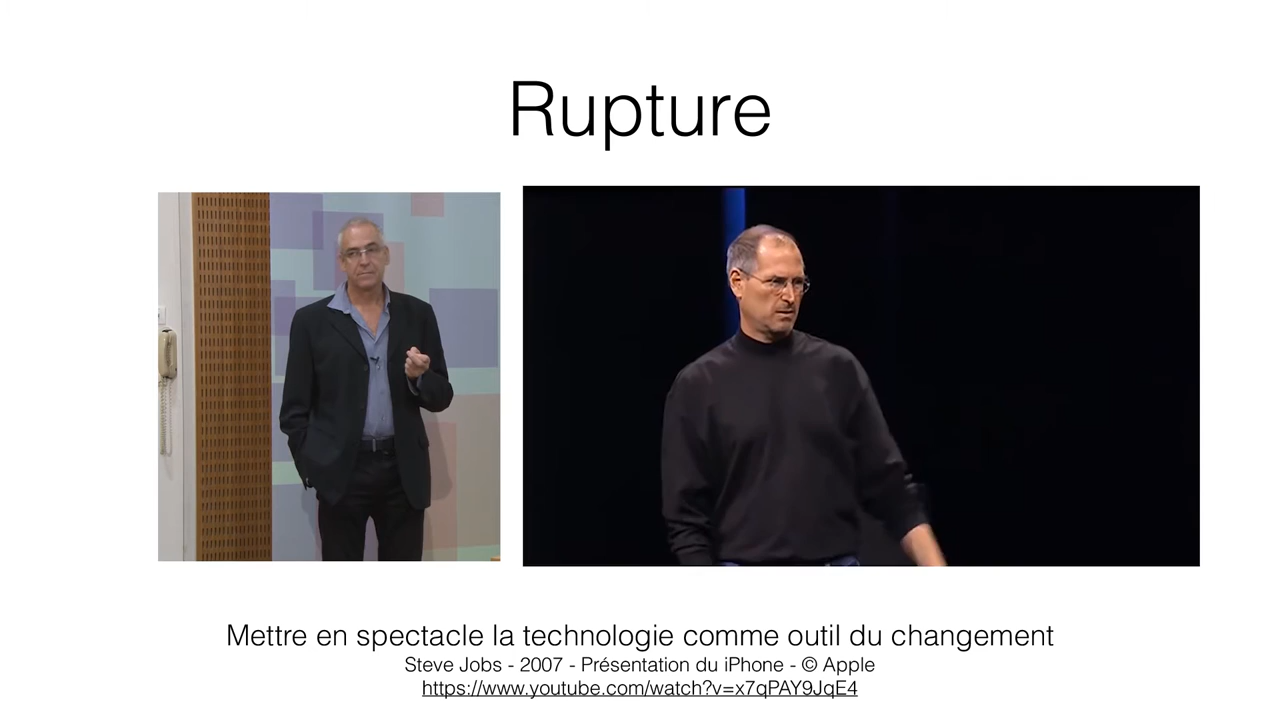 Rupture
Mettre en spectacle la technologie comme outil du changement
Steve Jobs - 2007 - Présentation du iPhone - © Apple
https://www.youtube.com/watch?v=x7qPAY9JqE4